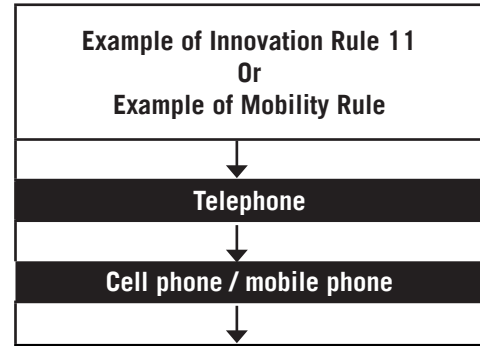 Example of Innovation Rule 11
Or
Example of Mobility Rule
Telephone
Cell phone / mobile phone